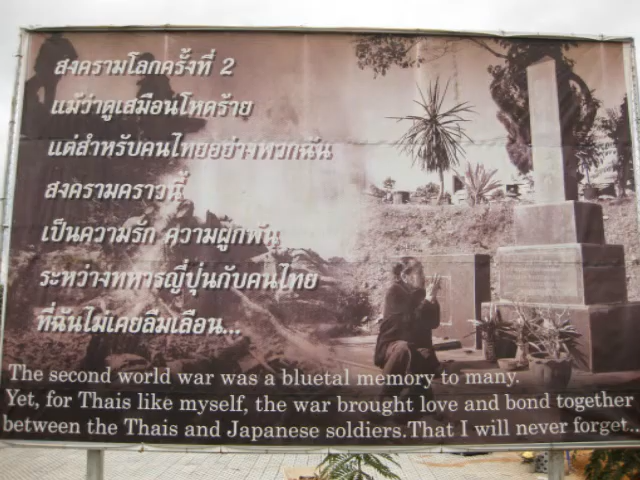 สงครามโลกครั้งที่ 2
แม้ว่าดูเสมือนโหดร้าย
แต่สำหรับคนไทยอย่างพวกฉัน
สงครามคราวนี้
เป็นความรัก ความผูกพัน
ระหว่างทหารญี่ปุ่นกับคนไทย
ที่ฉันไม่เคยลืมเลือน...
The second world war was a bluetal memory to many.
Yet, for Thais like myself, the war brought love and bond together
between the Thais and Japanese soldiers.That I will never forget..